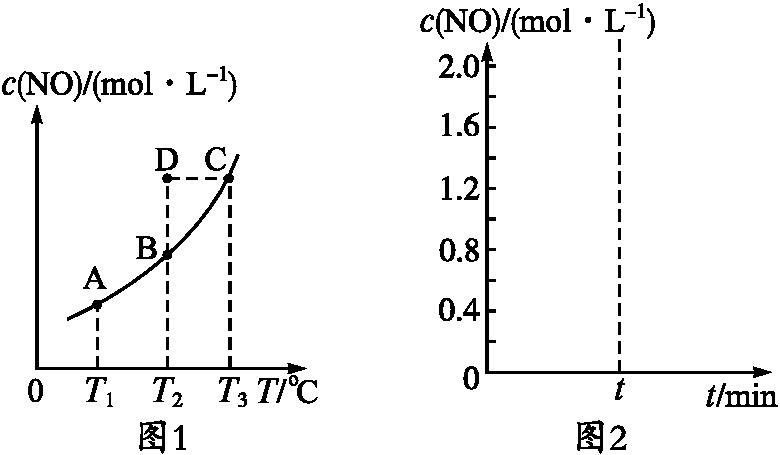 c(NO)/(mol·L⁻¹)
D C
B
A
0 T₁ T₂ T₃ T/℃
图1
c(NO)/(mol·L⁻¹)
2.0
1.6
1.2
0.8
0.4
0 t t/min
图2